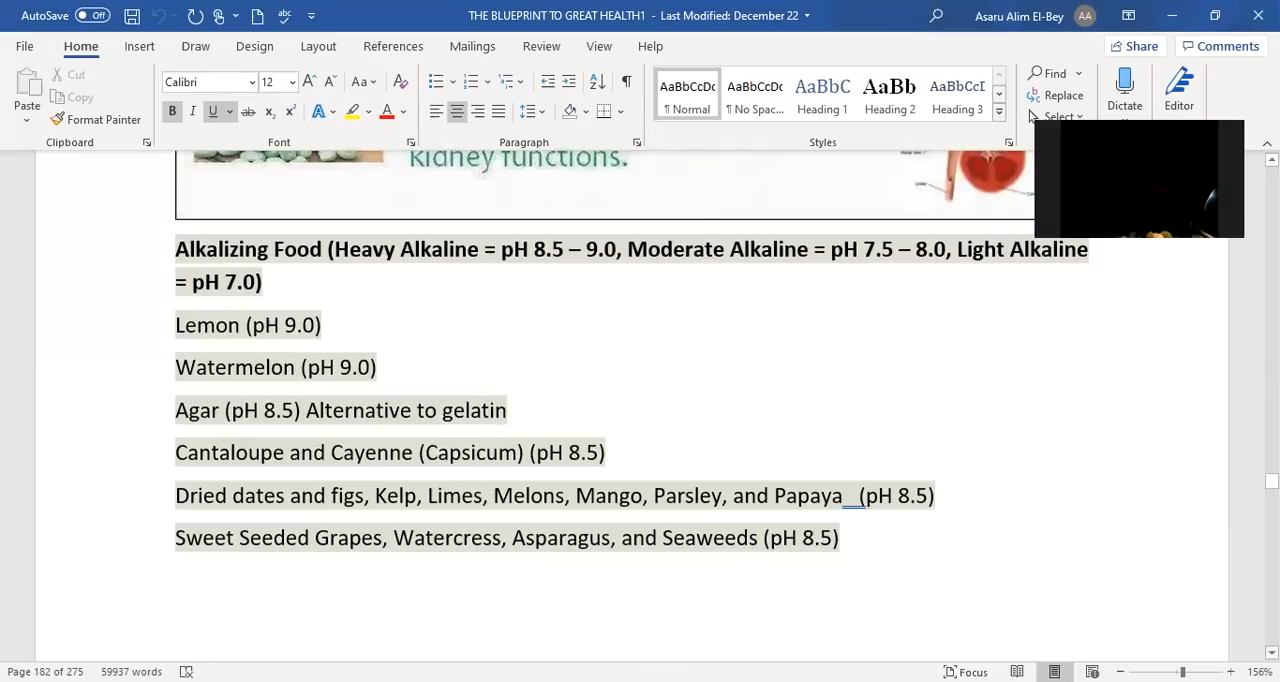 AutoSave Off THE BLUEPRINT TO GREAT HEALTH1 - Last Modified: December 22 Asaru Alim El-Bey AA
File Home Insert Draw Design Layout References Mailings Review View Help Share Comments
Paste Cut Copy Format Painter
Calibri 12 Aa
B I U ab x₂ x² A A
AaBbCcDc AaBbCcDc AaBbC AaBb AaBbCcI
¶ Normal ¶ No Spac... Heading 1 Heading 2 Heading 3
Find Replace Select Dictate Editor
Clipboard Font Paragraph Styles
kidney functions.
Alkalizing Food (Heavy Alkaline = pH 8.5 – 9.0, Moderate Alkaline = pH 7.5 – 8.0, Light Alkaline
= pH 7.0)
Lemon (pH 9.0)
Watermelon (pH 9.0)
Agar (pH 8.5) Alternative to gelatin
Cantaloupe and Cayenne (Capsicum) (pH 8.5)
Dried dates and figs, Kelp, Limes, Melons, Mango, Parsley, and Papaya (pH 8.5)
Sweet Seeded Grapes, Watercress, Asparagus, and Seaweeds (pH 8.5)
Page 182 of 275 59937 words Focus 156%